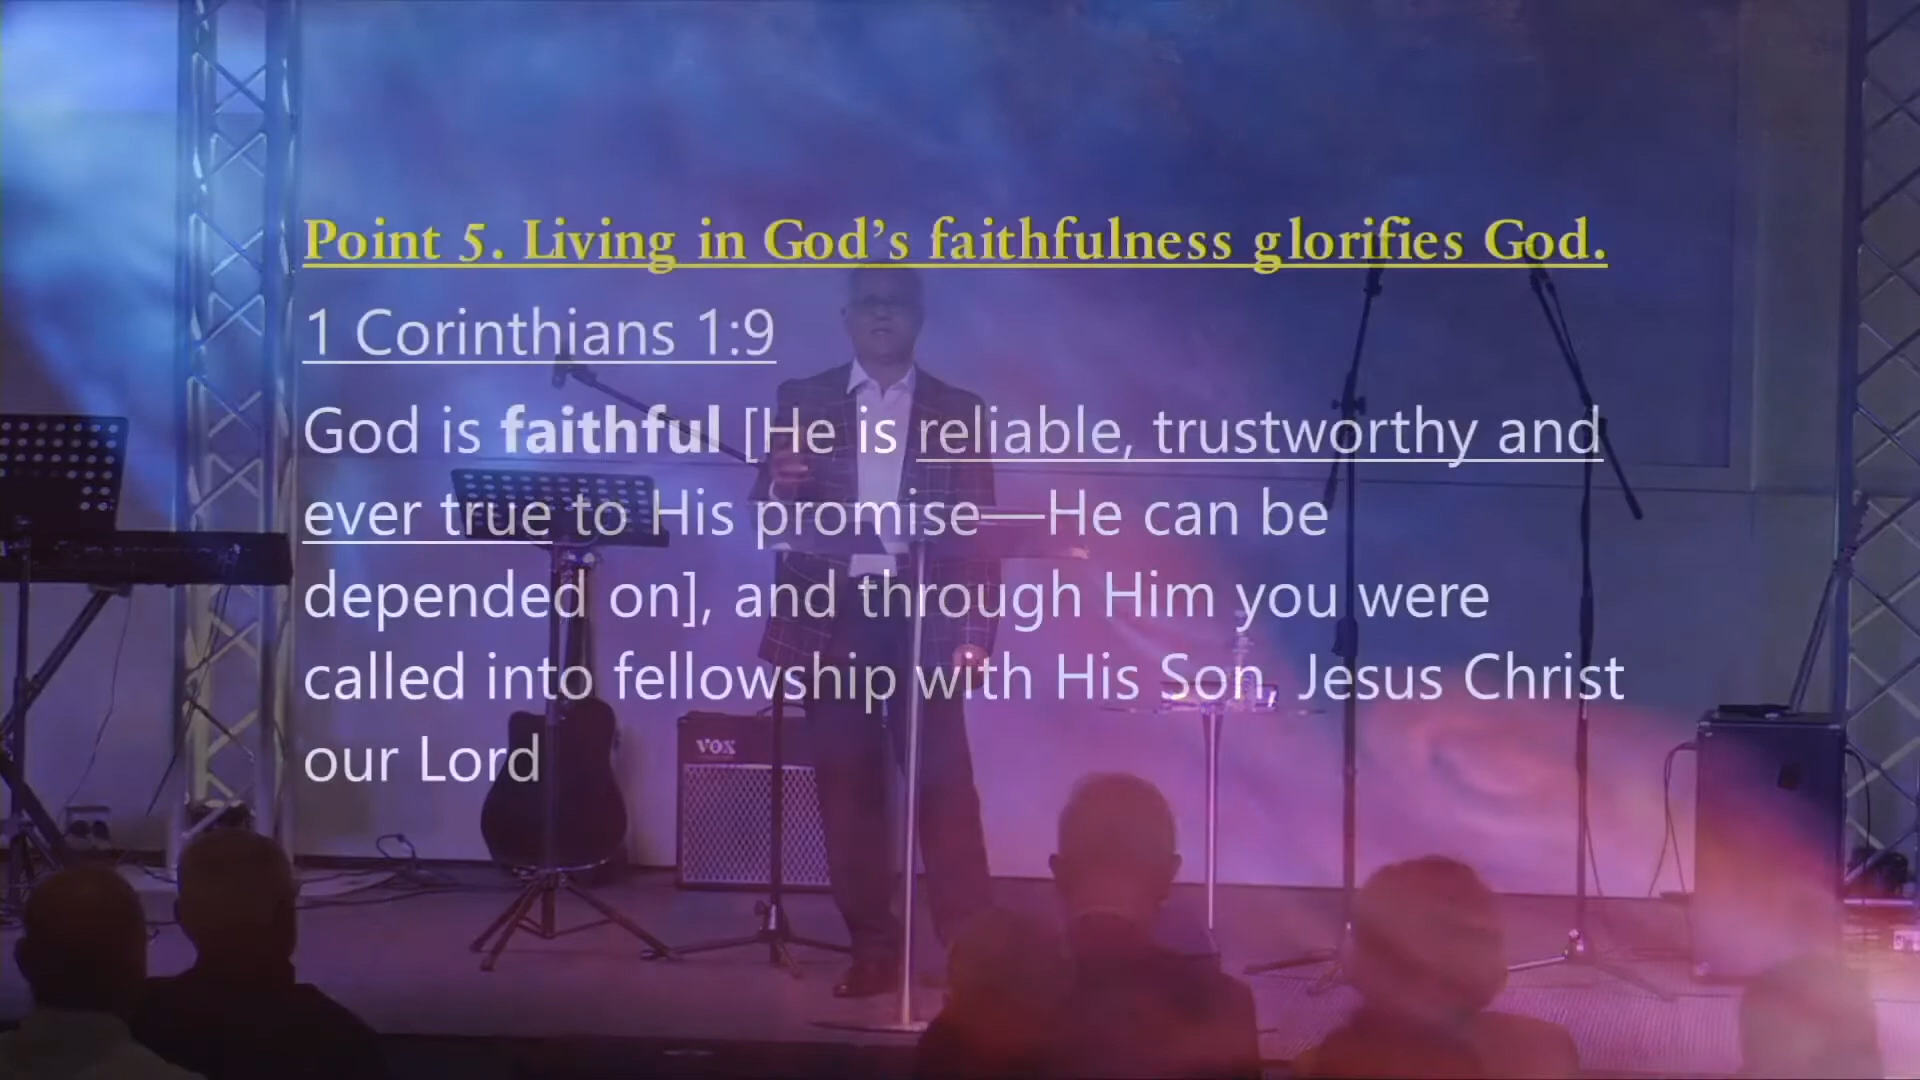 Point 5. Living in God’s faithfulness glorifies God.
1 Corinthians 1:9
God is faithful [He is reliable, trustworthy and
ever true to His promise—He can be
depended on], and through Him you were
called into fellowship with His Son, Jesus Christ
our Lord
VOX